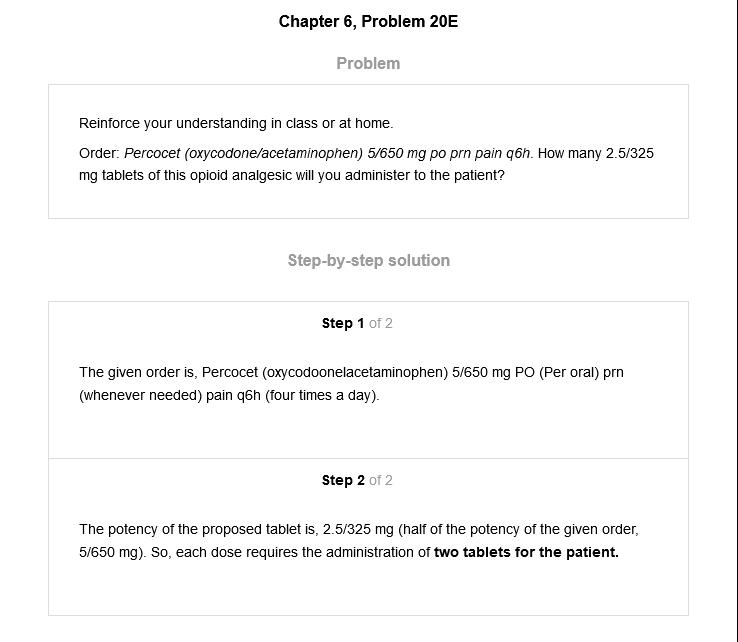 Chapter 6, Problem 20E
Problem
Reinforce your understanding in class or at home.
Order: Percocet (oxycodone/acetaminophen) 5/650 mg po prn pain q6h. How many 2.5/325
mg tablets of this opioid analgesic will you administer to the patient?
Step-by-step solution
Step 1 of 2
The given order is, Percocet (oxycodoonelacetaminophen) 5/650 mg PO (Per oral) prn
(whenever needed) pain q6h (four times a day).
Step 2 of 2
The potency of the proposed tablet is, 2.5/325 mg (half of the potency of the given order,
5/650 mg). So, each dose requires the administration of two tablets for the patient.